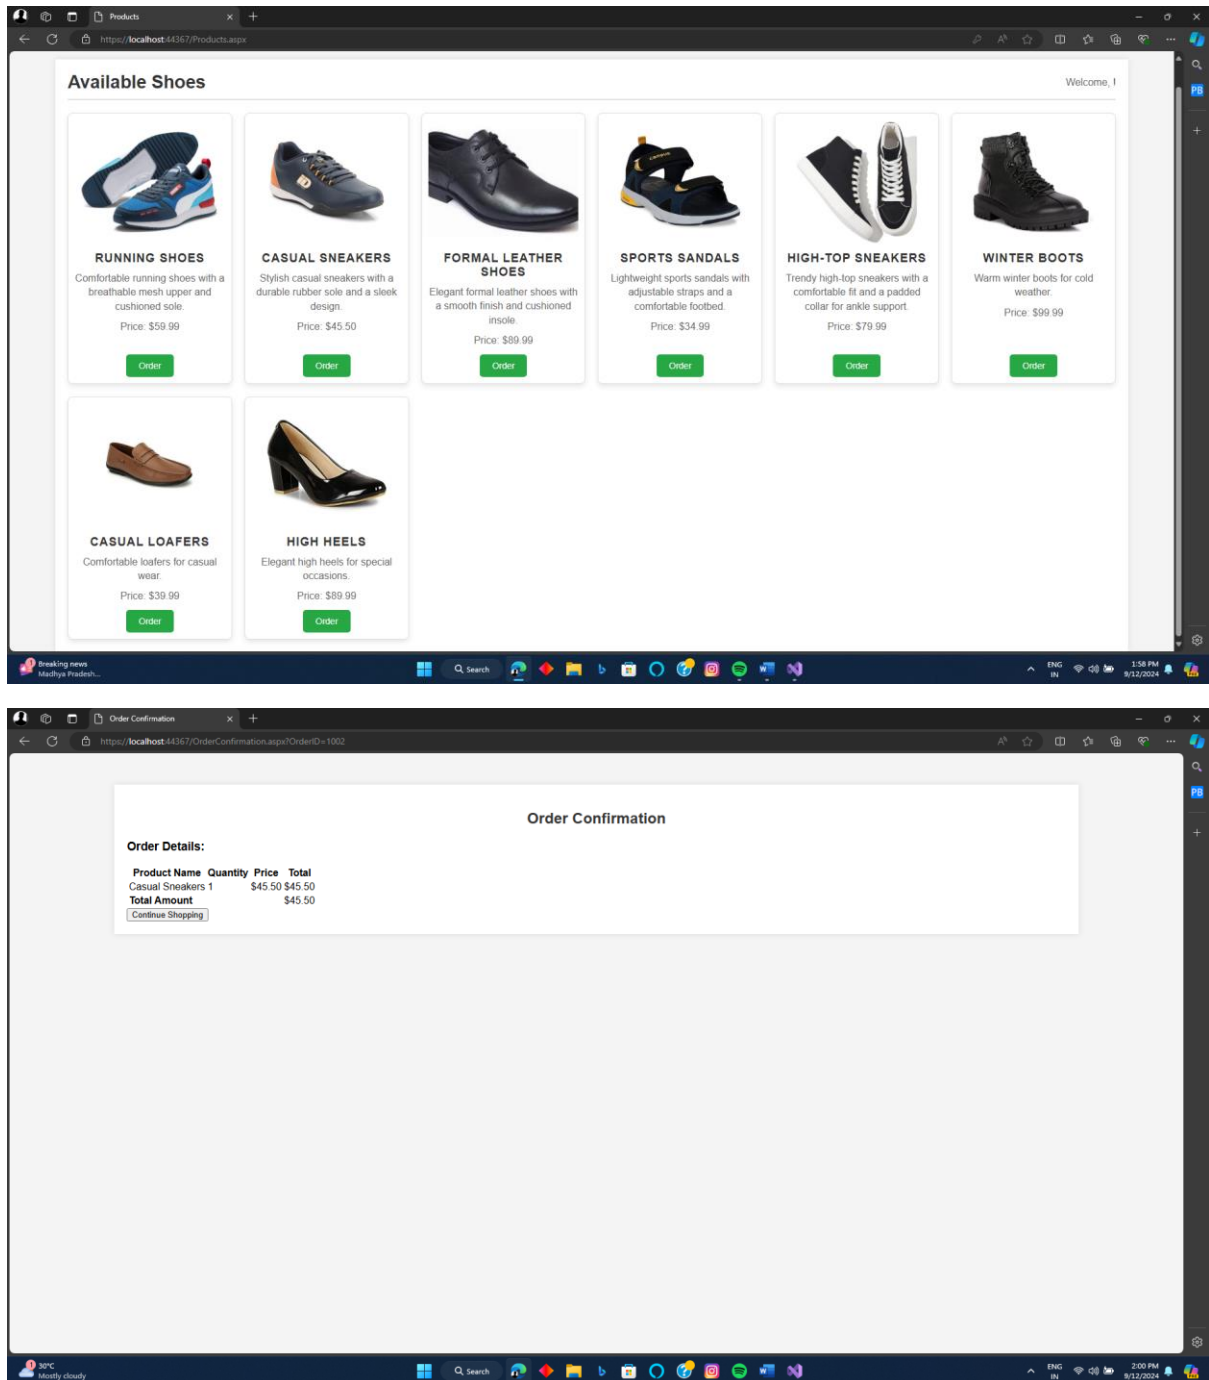 Products
https://localhost:44367/Products.aspx
Available Shoes
Welcome, !
RUNNING SHOES
Comfortable running shoes with a
breathable mesh upper and
cushioned sole.
Price: $59.99
Order
CASUAL SNEAKERS
Stylish casual sneakers with a
durable rubber sole and a sleek
design.
Price: $45.50
Order
FORMAL LEATHER
SHOES
Elegant formal leather shoes with
a smooth finish and cushioned
insole.
Price: $89.99
Order
SPORTS SANDALS
Lightweight sports sandals with
adjustable straps and a
comfortable footbed.
Price: $34.99
Order
HIGH-TOP SNEAKERS
Trendy high-top sneakers with a
comfortable fit and a padded
collar for ankle support.
Price: $79.99
Order
WINTER BOOTS
Warm winter boots for cold
weather.
Price: $99.99
Order
CASUAL LOAFERS
Comfortable loafers for casual
wear.
Price: $39.99
Order
HIGH HEELS
Elegant high heels for special
occasions.
Price: $89.99
Order
PB
Breaking news
Madhya Pradesh...
Search
ENG
IN
1:58 PM
9/12/2024
Order Confirmation
https://localhost:44367/OrderConfirmation.aspx?OrderID=1002
PB
Order Confirmation
Order Details:
Product Name Quantity Price Total
Casual Sneakers 1 $45.50 $45.50
Total Amount $45.50
Continue Shopping
30°C
Mostly cloudy
Search
ENG
IN
2:00 PM
9/12/2024